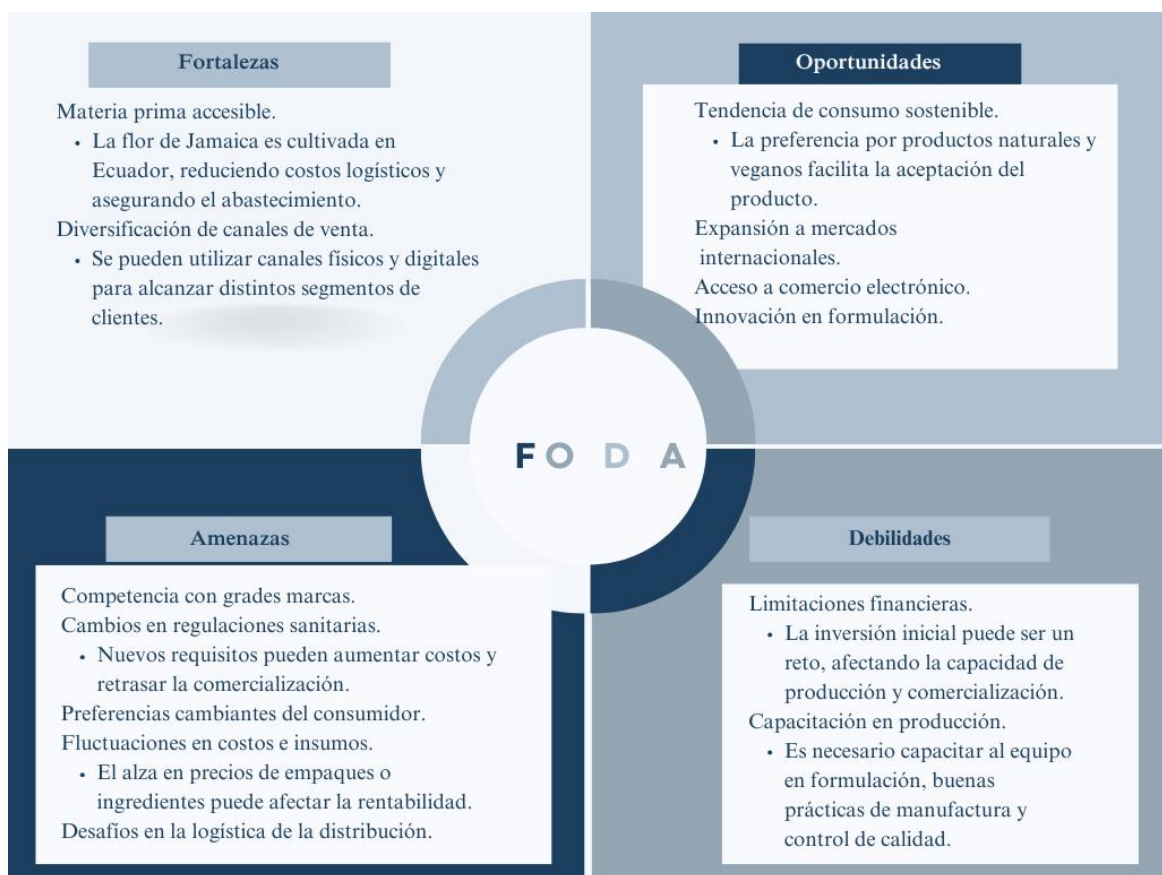 Fortalezas
Materia prima accesible.
• La flor de Jamaica es cultivada en
Ecuador, reduciendo costos logísticos y
asegurando el abastecimiento.
Diversificación de canales de venta.
• Se pueden utilizar canales físicos y digitales
para alcanzar distintos segmentos de
clientes.
Oportunidades
Tendencia de consumo sostenible.
• La preferencia por productos naturales y
veganos facilita la aceptación del
producto.
Expansión a mercados
internacionales.
Acceso a comercio electrónico.
Innovación en formulación.
F O D A
Amenazas
Competencia con grades marcas.
Cambios en regulaciones sanitarias.
• Nuevos requisitos pueden aumentar costos y
retrasar la comercialización.
Preferencias cambiantes del consumidor.
Fluctuaciones en costos e insumos.
• El alza en precios de empaques o
ingredientes puede afectar la rentabilidad.
Desafíos en la logística de la distribución.
Debilidades
Limitaciones financieras.
• La inversión inicial puede ser un
reto, afectando la capacidad de
producción y comercialización.
Capacitación en producción.
• Es necesario capacitar al equipo
en formulación, buenas
prácticas de manufactura y
control de calidad.